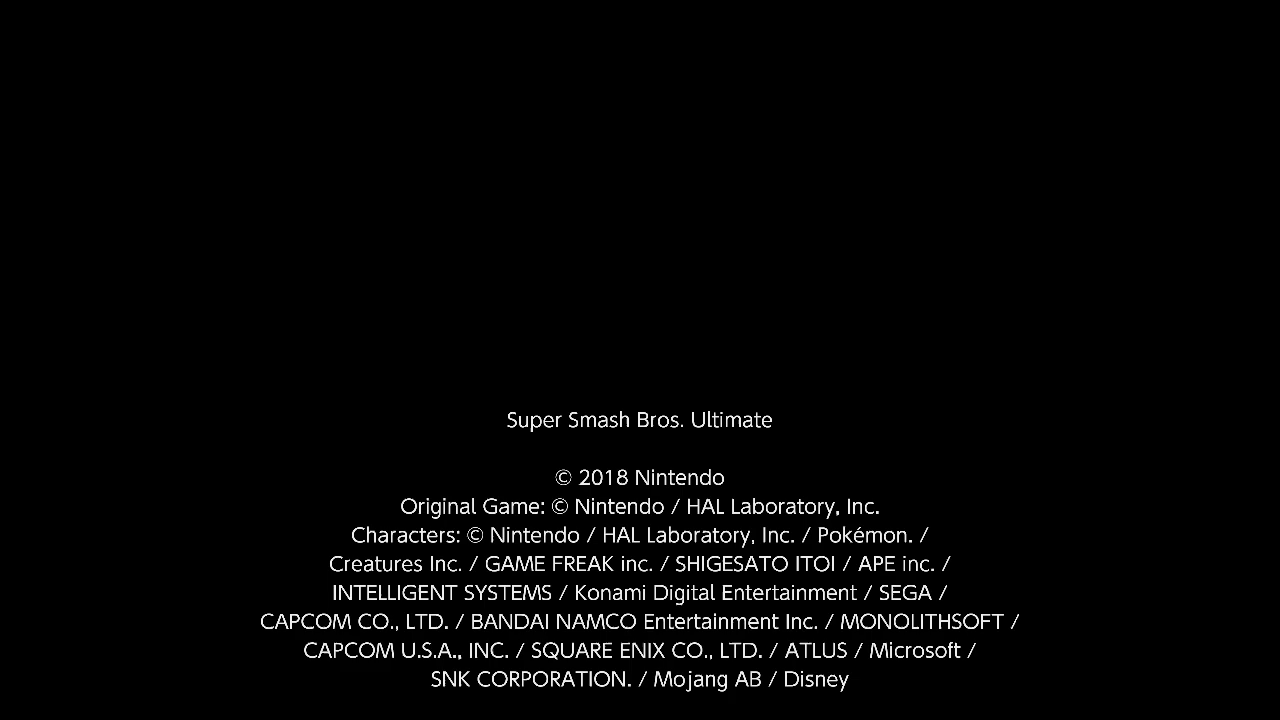 Super Smash Bros. Ultimate
© 2018 Nintendo
Original Game: © Nintendo / HAL Laboratory, Inc.
Characters: © Nintendo / HAL Laboratory, Inc. / Pokémon. /
Creatures Inc. / GAME FREAK inc. / SHIGESATO ITOI / APE inc. /
INTELLIGENT SYSTEMS / Konami Digital Entertainment / SEGA /
CAPCOM CO., LTD. / BANDAI NAMCO Entertainment Inc. / MONOLITHSOFT /
CAPCOM U.S.A., INC. / SQUARE ENIX CO., LTD. / ATLUS / Microsoft /
SNK CORPORATION. / Mojang AB / Disney